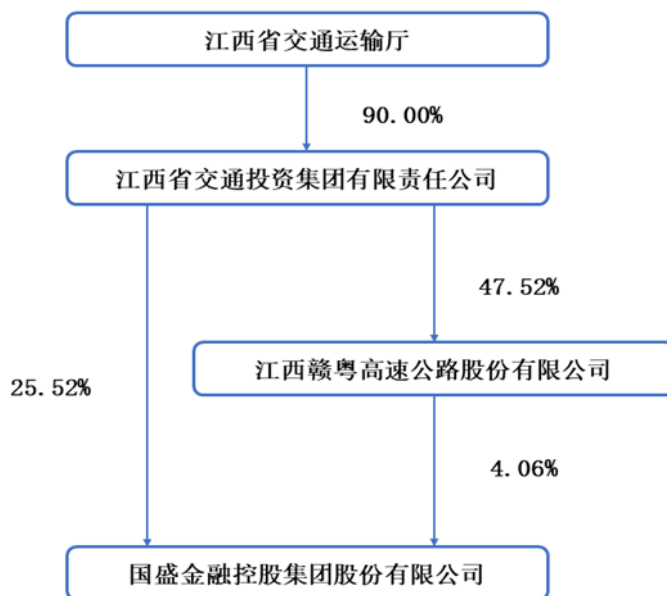 江西省交通运输厅
90.00%
江西省交通投资集团有限责任公司
47.52%
江西赣粤高速公路股份有限公司
25.52%
4.06%
国盛金融控股集团股份有限公司